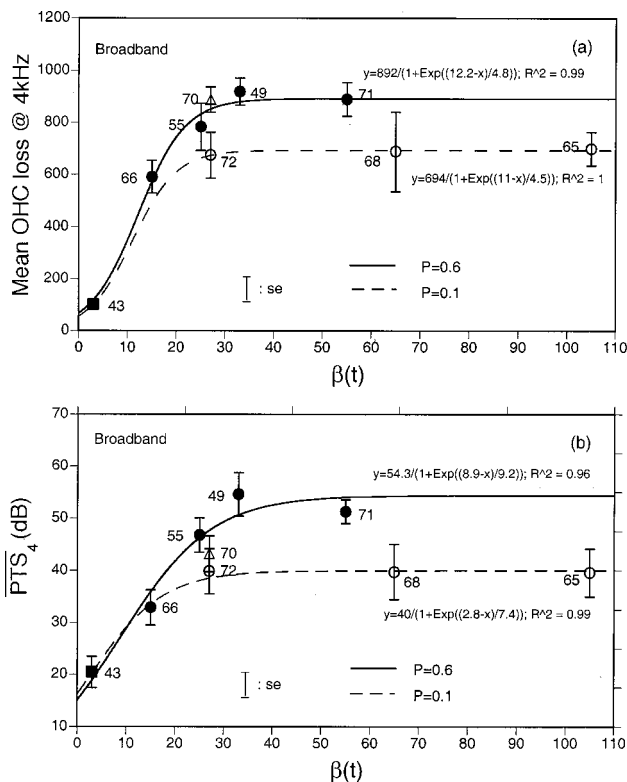 Broadband
(a)
y=892/(1+Exp((12.2-x)/4.8)); R^2 = 0.99
Mean OHC loss @ 4kHz
1200
1000
800
600
400
200
0
49
70
71
55
72
68
65
66
43
y=694/(1+Exp((11-x)/4.5)); R^2 = 1
: se
P=0.6
P=0.1
0 10 20 30 40 50 60 70 80 90 100 110
β(t)
Broadband
(b)
y=54.3/(1+Exp((8.9-x)/9.2)); R^2 = 0.96
PTS4 (dB)
70
60
50
40
30
20
10
49
71
55
70
72
68
65
66
43
y=40/(1+Exp((2.8-x)/7.4)); R^2 = 0.99
: se
P=0.6
P=0.1
0 10 20 30 40 50 60 70 80 90 100 110
β(t)